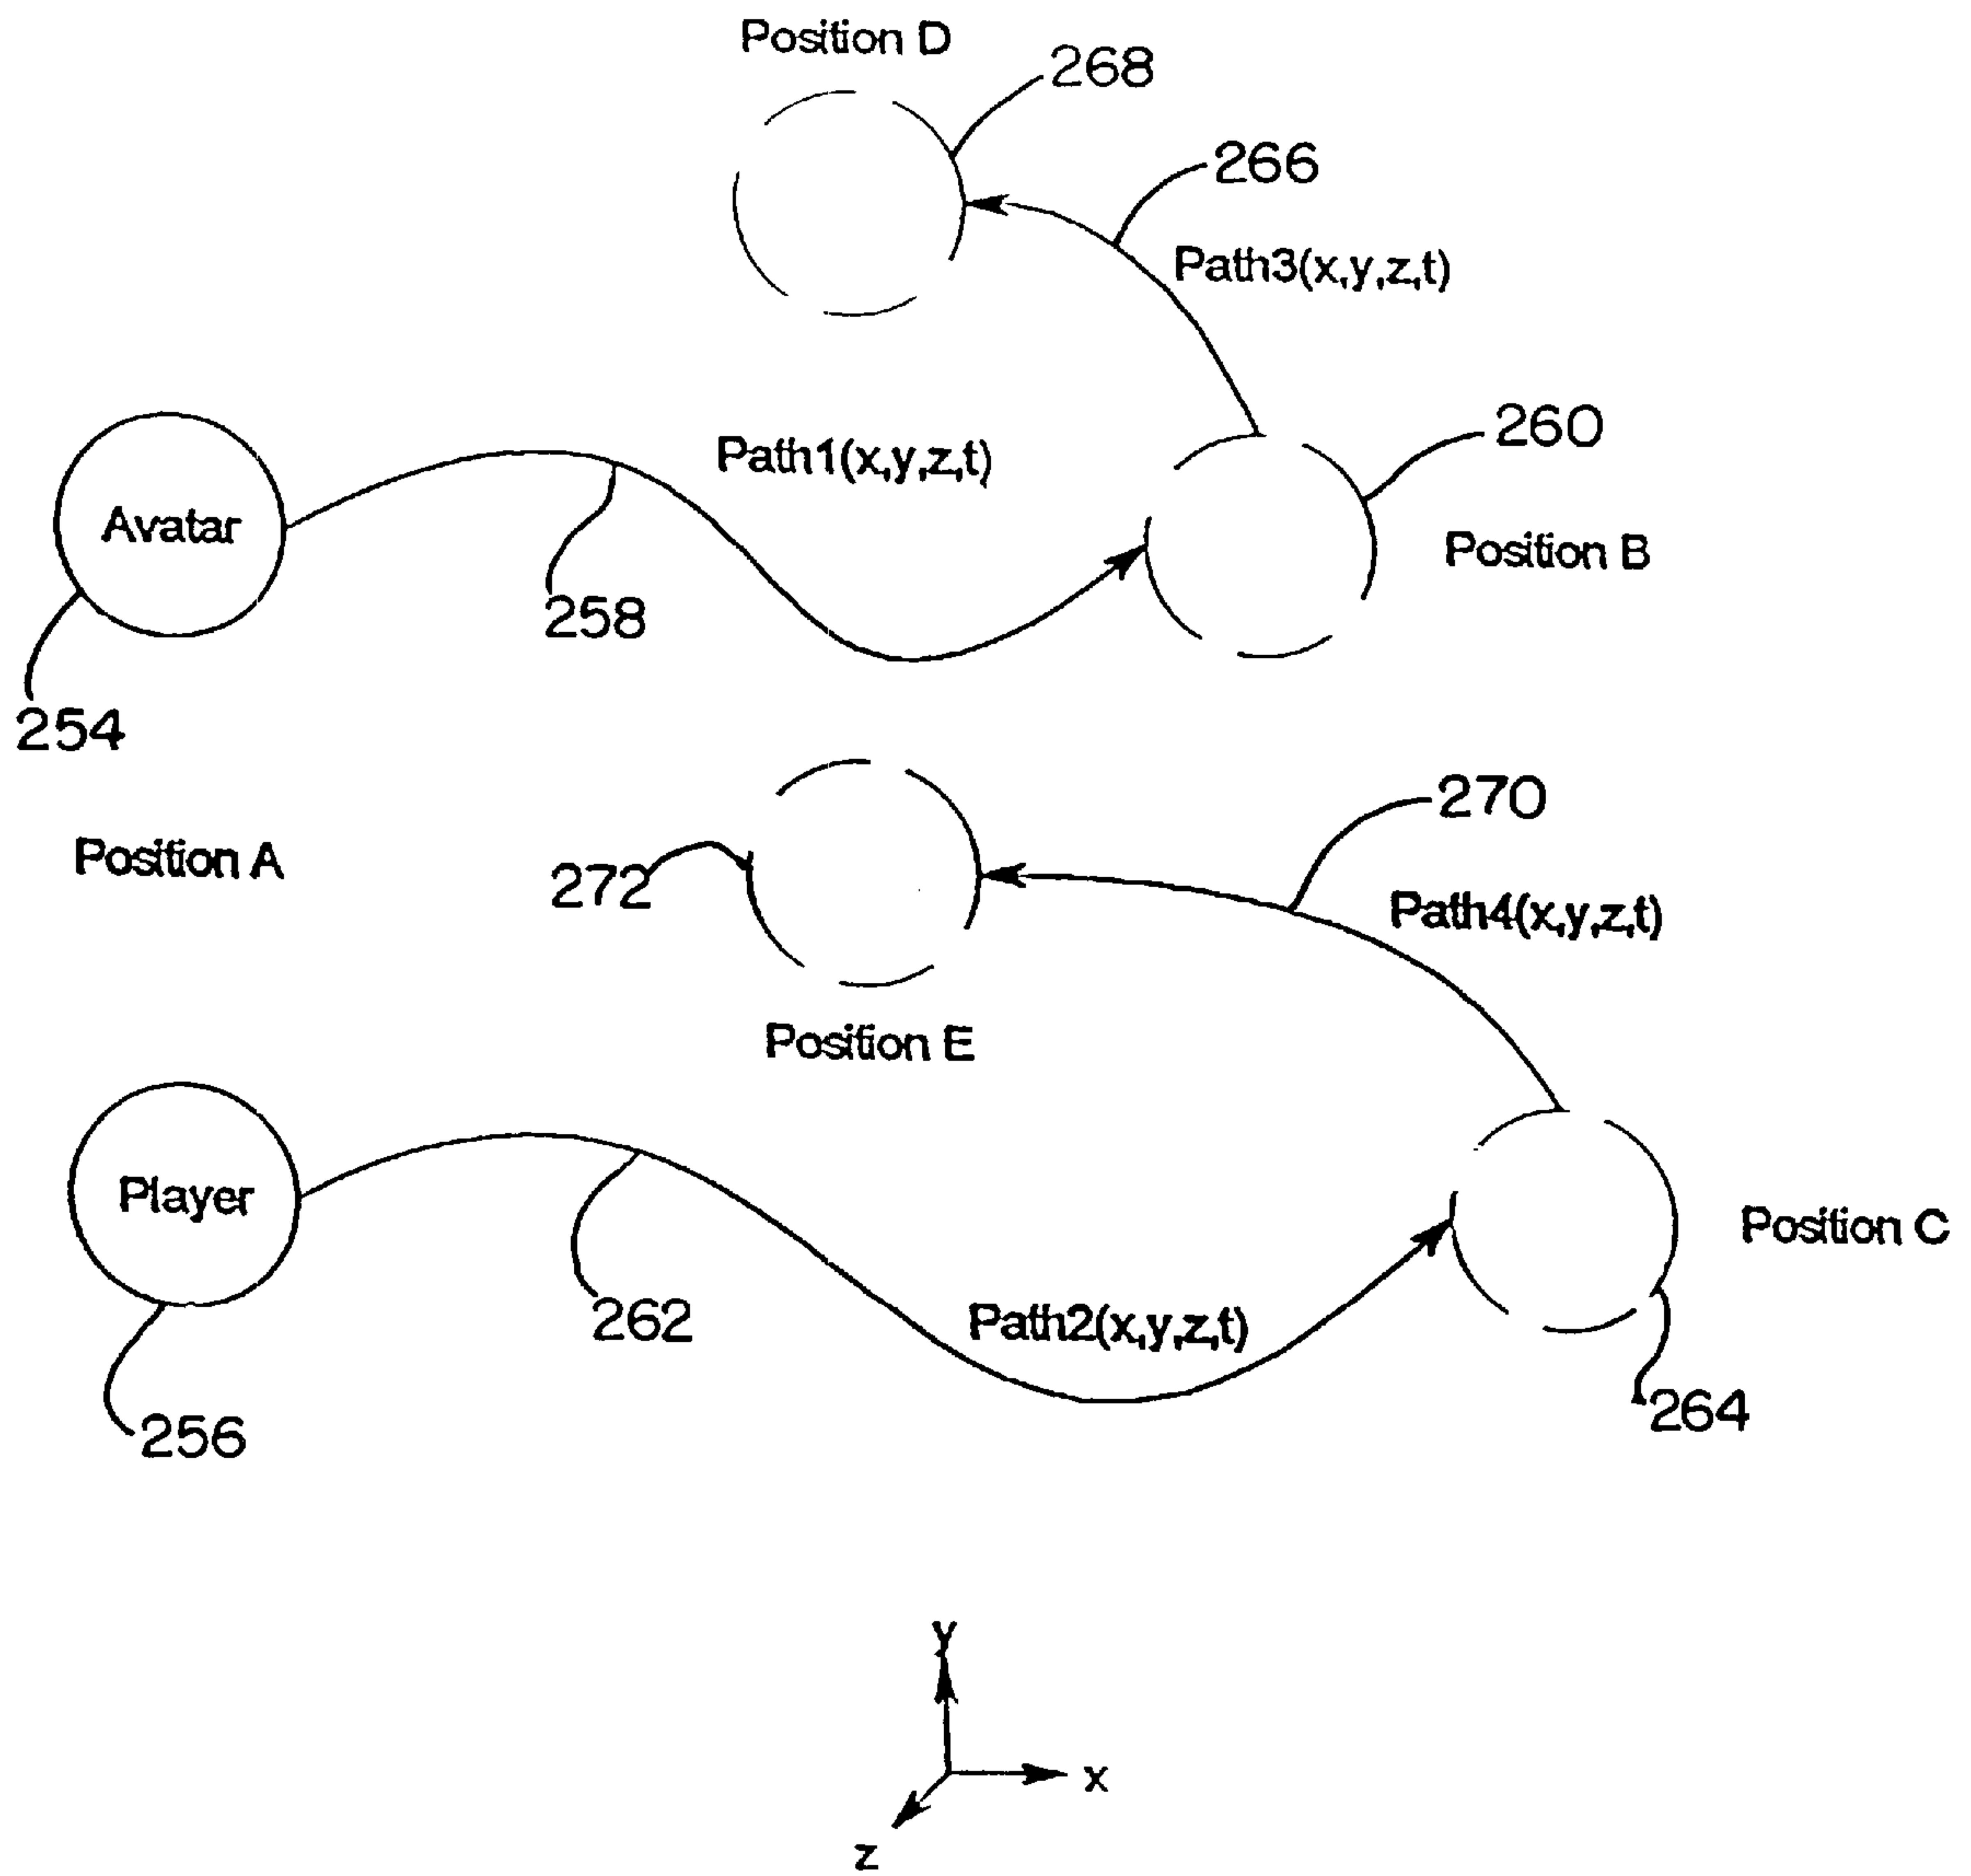 Position D
268
266
Path3(x,y,z,t)
260
Path1(x,y,z,t)
Avatar
Position B
258
254
270
Position A
272
Path4(x,y,z,t)
Position E
Player
Position C
262
Path2(x,y,z,t)
264
256
y
x
z